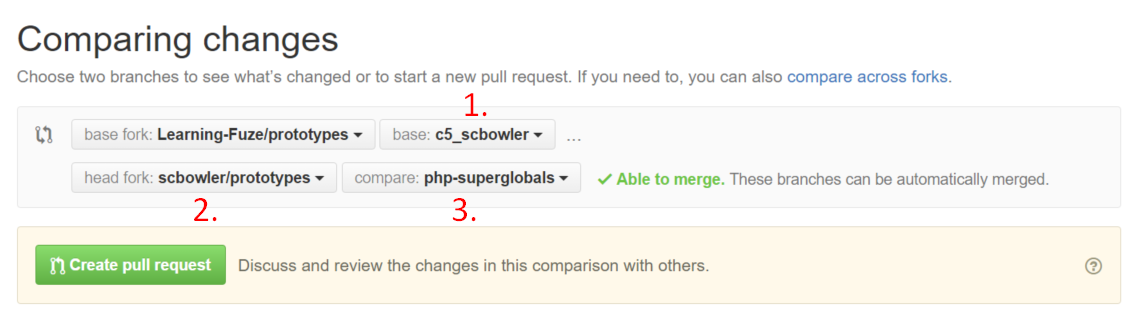 Comparing changes
Choose two branches to see what's changed or to start a new pull request. If you need to, you can also compare across forks.
1.
base fork: Learning-Fuze/prototypes base: c5_scbowler ...
head fork: scbowler/prototypes compare: php-superglobals Able to merge. These branches can be automatically merged.
2. 3.
Create pull request Discuss and review the changes in this comparison with others. ?